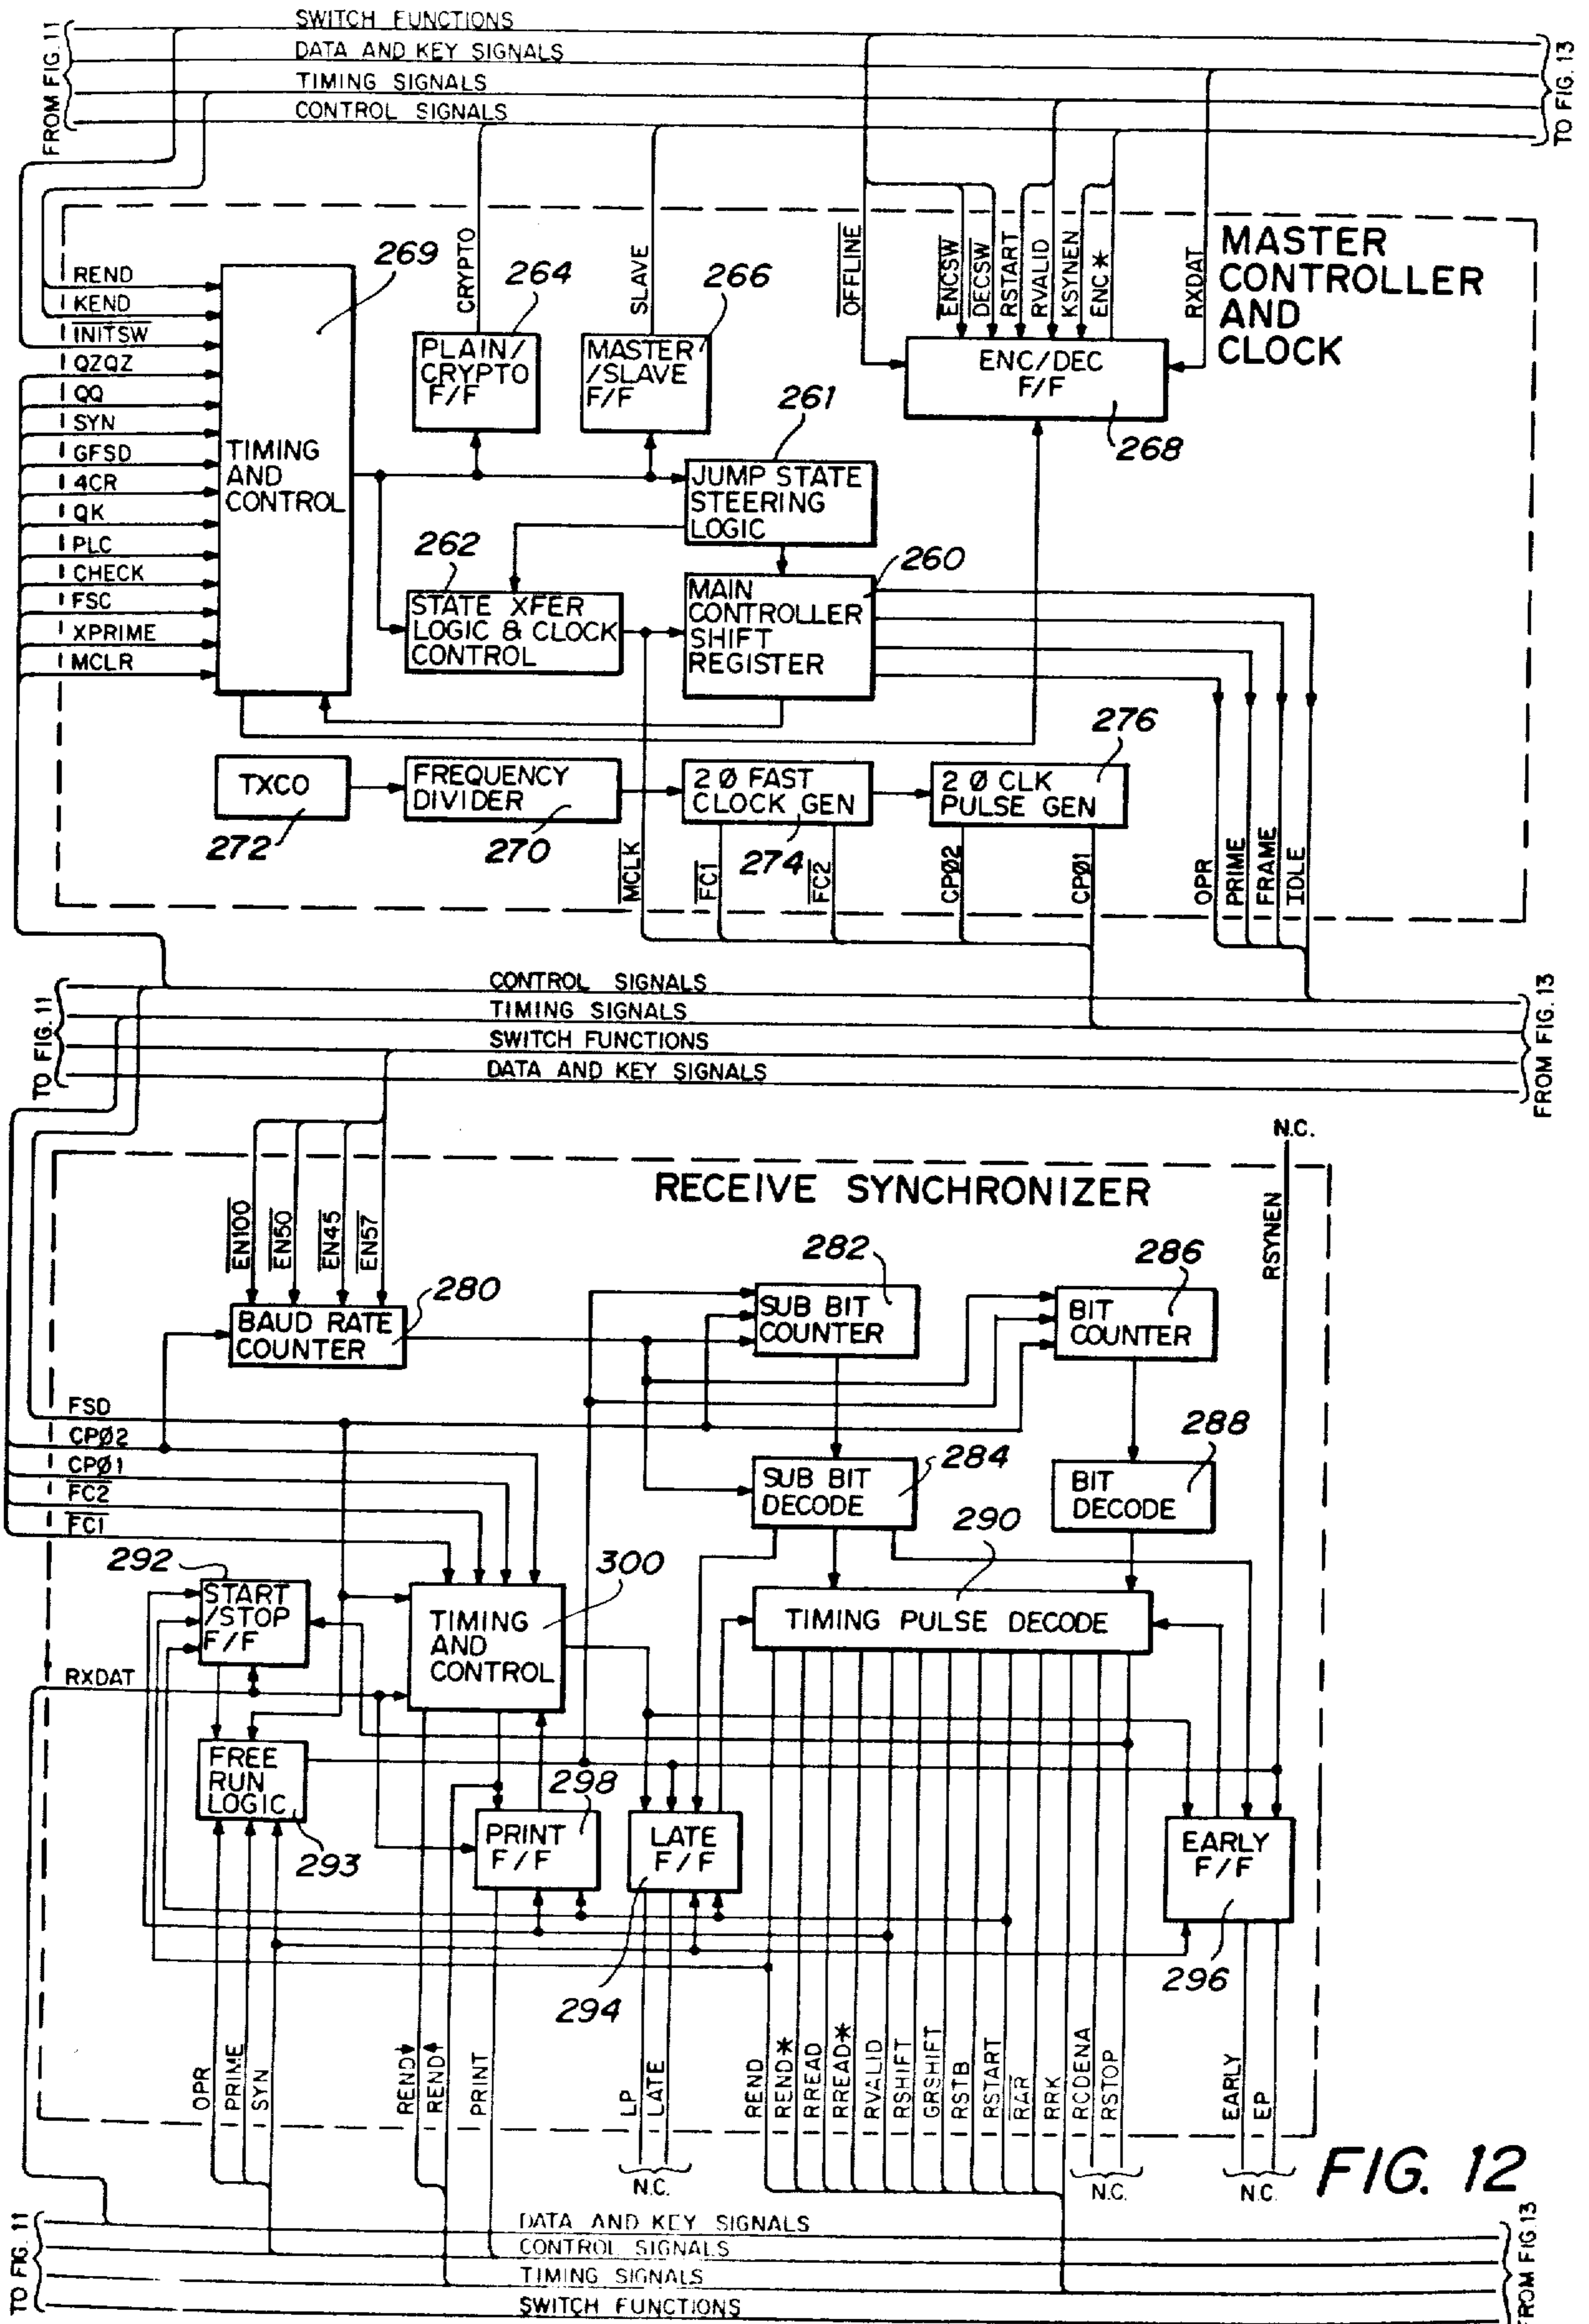 FROM FIG. 11
SWITCH FUNCTIONS
DATA AND KEY SIGNALS
TIMING SIGNALS
CONTROL SIGNALS
TO FIG. 13
MASTER
CONTROLLER
AND
CLOCK
REND
KEND
INITSW
QZQZ
QQ
SYN
GFSD
4CR
QK
PLC
CHECK
FSC
XPRIME
MCLR
TIMING
AND
CONTROL
269
CRYPTO
264
PLAIN/
CRYPTO
F/F
SLAVE
266
MASTER
/SLAVE
F/F
OFFLINE
ENCSW
DECSW
RSTART
RVALID
KSYNEN
ENC*
RXDAT
ENC/DEC
F/F
268
261
JUMP STATE
STEERING
LOGIC
262
STATE XFER
LOGIC & CLOCK
CONTROL
260
MAIN
CONTROLLER
SHIFT
REGISTER
TXCO
272
FREQUENCY
DIVIDER
270
2 Ø FAST
CLOCK GEN
274
276
2 Ø CLK
PULSE GEN
MCLK
FC1
FC2
CPØ2
CPØ1
OPR
PRIME
FRAME
IDLE
TO FIG. 11
CONTROL SIGNALS
TIMING SIGNALS
SWITCH FUNCTIONS
DATA AND KEY SIGNALS
FROM FIG. 13
N.C.
RECEIVE SYNCHRONIZER
RSYNEN
EN100
EN50
EN45
EN57
280
BAUD RATE
COUNTER
282
SUB BIT
COUNTER
286
BIT
COUNTER
FSD
CPØ2
CPØ1
FC2
FC1
284
SUB BIT
DECODE
288
BIT
DECODE
290
TIMING PULSE DECODE
292
START
/STOP
F/F
300
TIMING
AND
CONTROL
RXDAT
FREE
RUN
LOGIC
293
298
PRINT
F/F
LATE
F/F
294
EARLY
F/F
296
OPR
PRIME
SYN
REND↓
REND↑
PRINT
LP
LATE
REND
REND*
RREAD
RREAD*
RVALID
RSHIFT
GRSHIFT
RSTB
RSTART
RAR
RRK
RCDENA
RSTOP
EARLY
EP
N.C.
N.C.
N.C.
FIG. 12
TO FIG. 11
DATA AND KEY SIGNALS
CONTROL SIGNALS
TIMING SIGNALS
SWITCH FUNCTIONS
FROM FIG.13